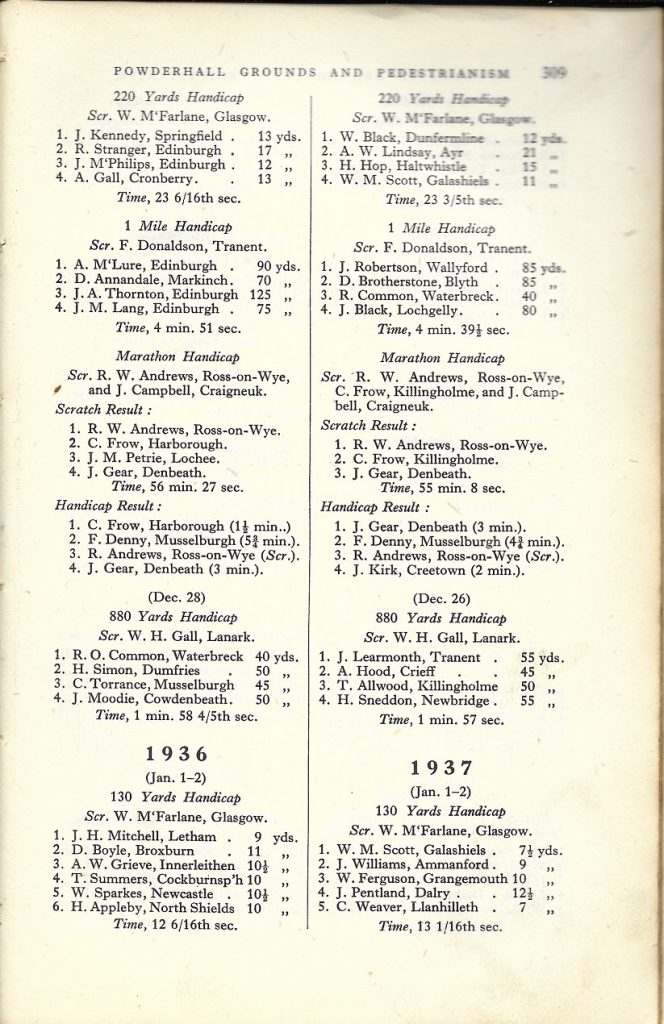 POWDERHALL GROUNDS AND PEDESTRIANISM 309
220 Yards Handicap
Scr. W. M'Farlane, Glasgow.
1. J. Kennedy, Springfield . 13 yds.
2. R. Stranger, Edinburgh . 17 „
3. J. M'Philips, Edinburgh . 12 „
4. A. Gall, Cronberry. . 13 „
Time, 23 6/16th sec.
1 Mile Handicap
Scr. F. Donaldson, Tranent.
1. A. M'Lure, Edinburgh . 90 yds.
2. D. Annandale, Markinch. 70 „
3. J. A. Thornton, Edinburgh 125 „
4. J. M. Lang, Edinburgh . 75 „
Time, 4 min. 51 sec.
Marathon Handicap
Scr. R. W. Andrews, Ross-on-Wye,
and J. Campbell, Craigneuk.
Scratch Result :
1. R. W. Andrews, Ross-on-Wye.
2. C. Frow, Harborough.
3. J. M. Petrie, Lochee.
4. J. Gear, Denbeath.
Time, 56 min. 27 sec.
Handicap Result :
1. C. Frow, Harborough (1½ min..)
2. F. Denny, Musselburgh (5¾ min.).
3. R. Andrews, Ross-on-Wye (Scr.).
4. J. Gear, Denbeath (3 min.).
(Dec. 28)
880 Yards Handicap
Scr. W. H. Gall, Lanark.
1. R. O. Common, Waterbreck 40 yds.
2. H. Simon, Dumfries . 50 „
3. C. Torrance, Musselburgh 45 „
4. J. Moodie, Cowdenbeath. 50 „
Time, 1 min. 58 4/5th sec.
1936
(Jan. 1–2)
130 Yards Handicap
Scr. W. M'Farlane, Glasgow.
1. J. H. Mitchell, Letham . 9 yds.
2. D. Boyle, Broxburn . 11 „
3. A. W. Grieve, Innerleithen 10½ „
4. T. Summers, Cockburnsp'h 10 „
5. W. Sparkes, Newcastle . 10½ „
6. H. Appleby, North Shields 10 „
Time, 12 6/16th sec.
220 Yards Handicap
Scr. W. M'Farlane, Glasgow.
1. W. Black, Dunfermline . 12 yds.
2. A. W. Lindsay, Ayr . 21 „
3. H. Hop, Haltwhistle . 15 „
4. W. M. Scott, Galashiels . 11 „
Time, 23 3/5th sec.
1 Mile Handicap
Scr. F. Donaldson, Tranent.
1. J. Robertson, Wallyford . 85 yds.
2. D. Brotherstone, Blyth . 85 „
3. R. Common, Waterbreck. 40 „
4. J. Black, Lochgelly. . 80 „
Time, 4 min. 39½ sec.
Marathon Handicap
Scr. R. W. Andrews, Ross-on-Wye,
C. Frow, Killingholme, and J. Camp-
bell, Craigneuk.
Scratch Result :
1. R. W. Andrews, Ross-on-Wye.
2. C. Frow, Killingholme.
3. J. Gear, Denbeath.
Time, 55 min. 8 sec.
Handicap Result :
1. J. Gear, Denbeath (3 min.).
2. F. Denny, Musselburgh (4¾ min.).
3. R. Andrews, Ross-on-Wye (Scr.).
4. J. Kirk, Creetown (2 min.).
(Dec. 26)
880 Yards Handicap
Scr. W. H. Gall, Lanark.
1. J. Learmonth, Tranent . 55 yds.
2. A. Hood, Crieff . . 45 „
3. T. Allwood, Killingholme 50 „
4. H. Sneddon, Newbridge . 55 „
Time, 1 min. 57 sec.
1937
(Jan. 1–2)
130 Yards Handicap
Scr. W. M'Farlane, Glasgow.
1. W. M. Scott, Galashiels . 7½ yds.
2. J. Williams, Ammanford. 9 „
3. W. Ferguson, Grangemouth 10 „
4. J. Pentland, Dalry . . 12½ „
5. C. Weaver, Llanhilleth . 7 „
Time, 13 1/16th sec.